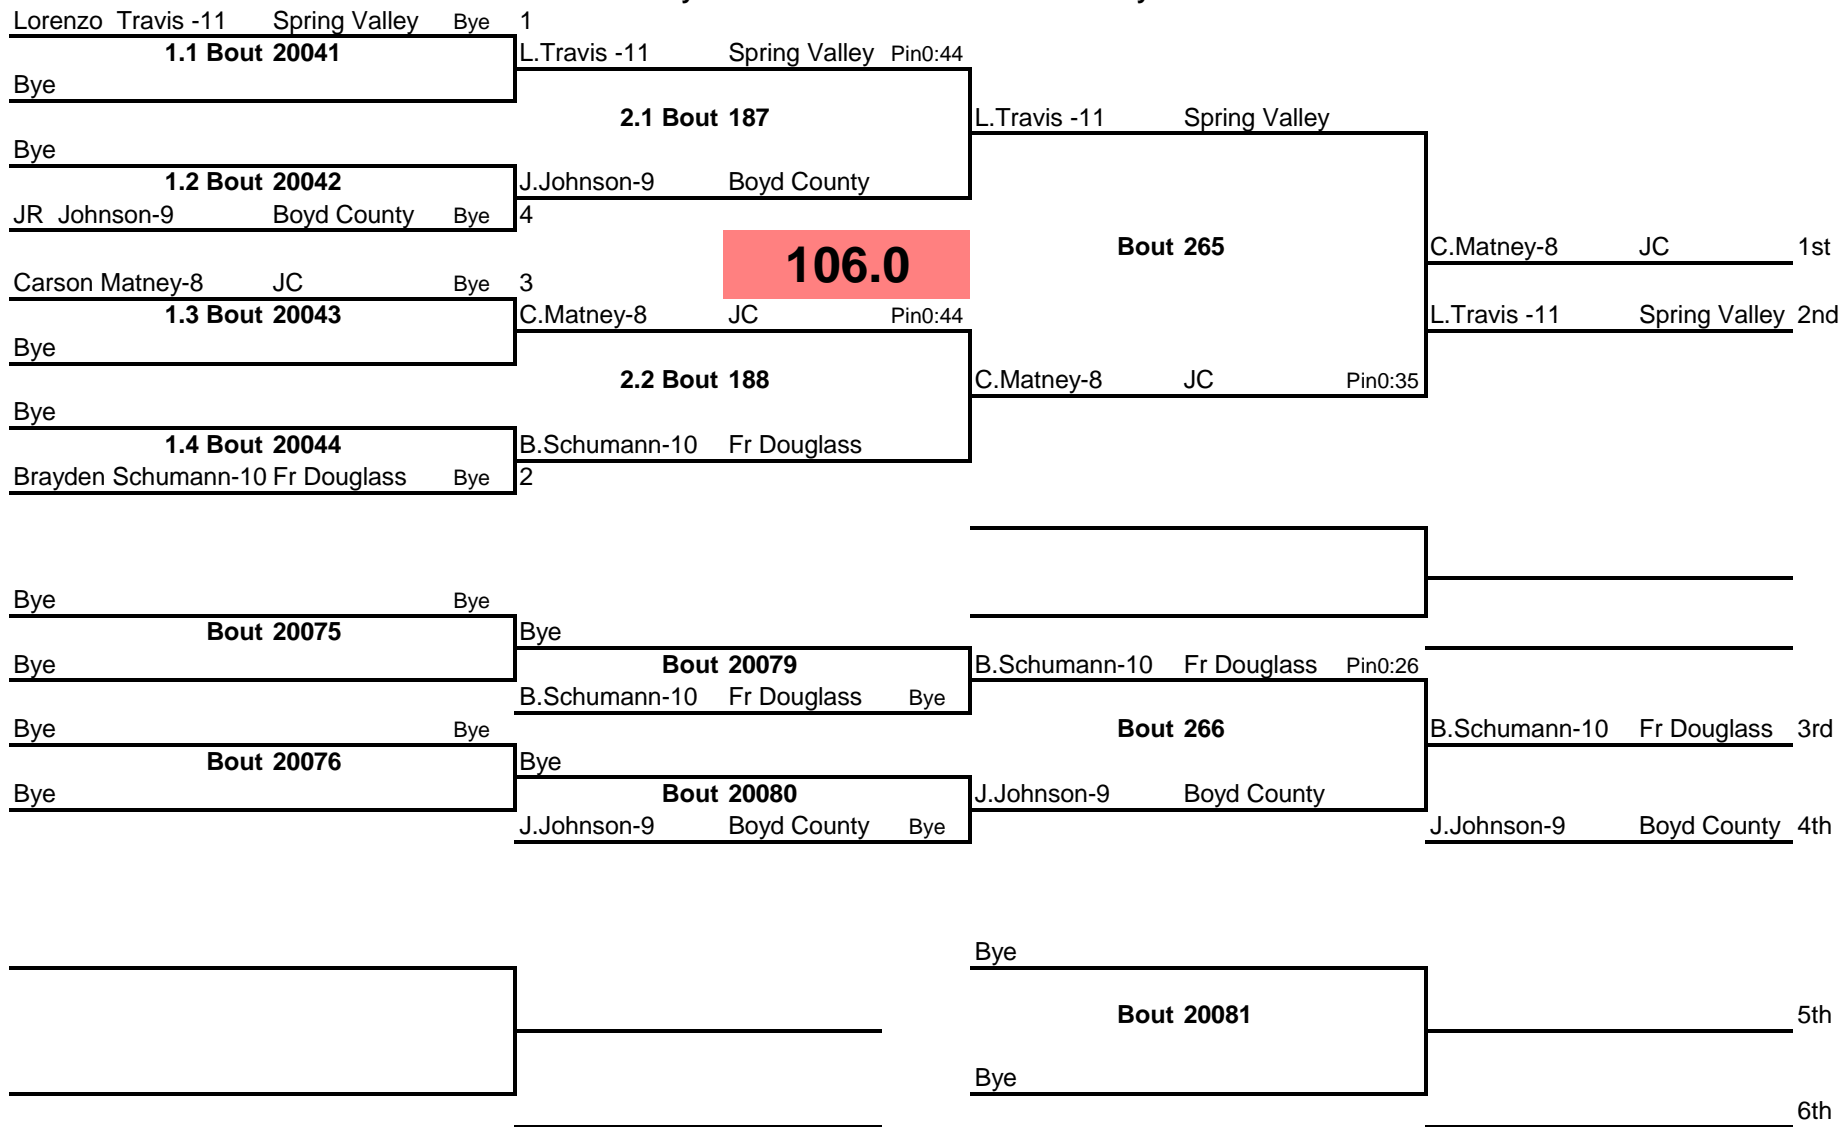 Lorenzo Travis -11 Spring Valley Bye 1
1.1 Bout 20041 L.Travis -11 Spring Valley Pin0:44
Bye
2.1 Bout 187 L.Travis -11 Spring Valley
Bye
1.2 Bout 20042 J.Johnson-9 Boyd County
JR Johnson-9 Boyd County Bye 4
106.0 Bout 265 C.Matney-8 JC 1st
Carson Matney-8 JC Bye 3
1.3 Bout 20043 C.Matney-8 JC Pin0:44 L.Travis -11 Spring Valley 2nd
Bye
2.2 Bout 188 C.Matney-8 JC Pin0:35
Bye
1.4 Bout 20044 B.Schumann-10 Fr Douglass
Brayden Schumann-10 Fr Douglass Bye 2
Bye Bye
Bout 20075 Bye
Bye Bout 20079 B.Schumann-10 Fr Douglass Pin0:26
B.Schumann-10 Fr Douglass Bye
Bye Bye Bout 266 B.Schumann-10 Fr Douglass 3rd
Bout 20076 Bye
Bye Bout 20080 J.Johnson-9 Boyd County
J.Johnson-9 Boyd County Bye J.Johnson-9 Boyd County 4th
Bye
Bout 20081 5th
Bye
6th